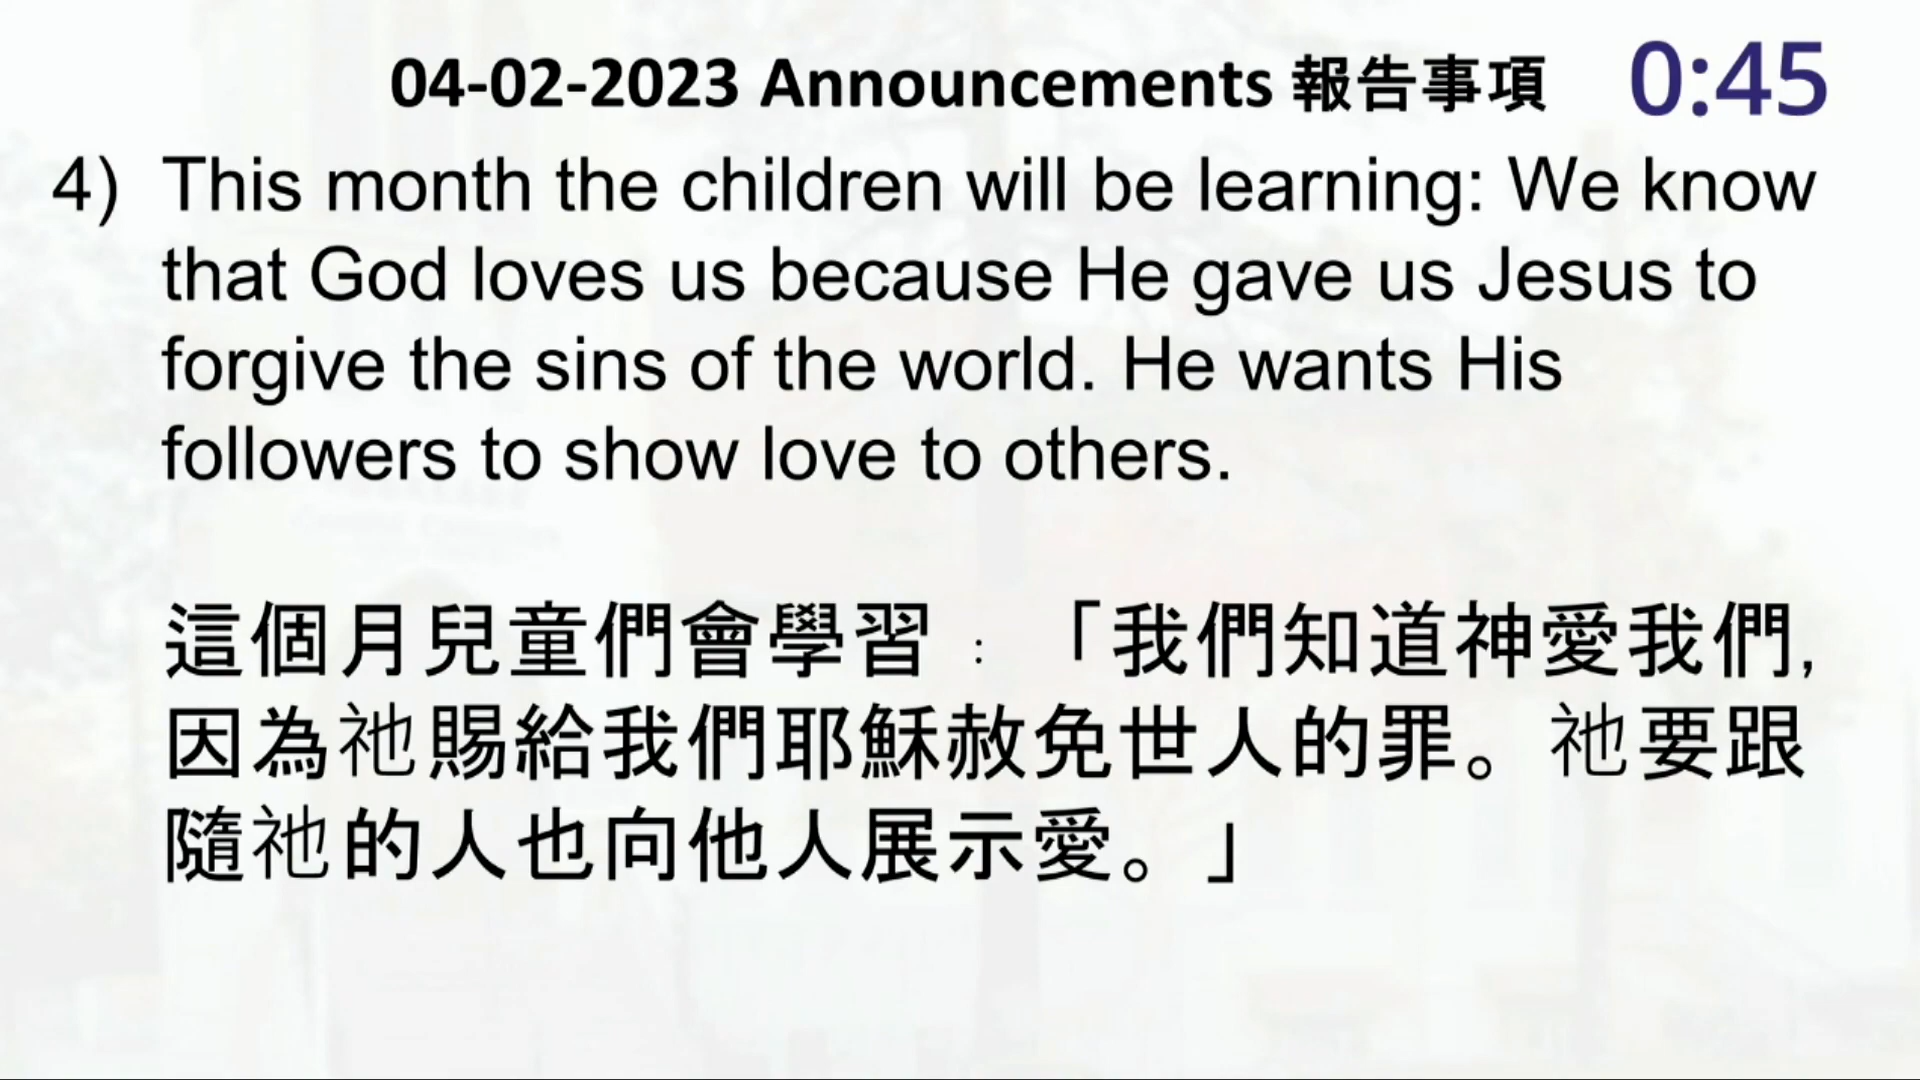 04-02-2023 Announcements 報告事項 0:45
4) This month the children will be learning: We know
that God loves us because He gave us Jesus to
forgive the sins of the world. He wants His
followers to show love to others.
這個月兒童們會學習：「我們知道神愛我們,
因為祂賜給我們耶穌赦免世人的罪。祂要跟
隨祂的人也向他人展示愛。」